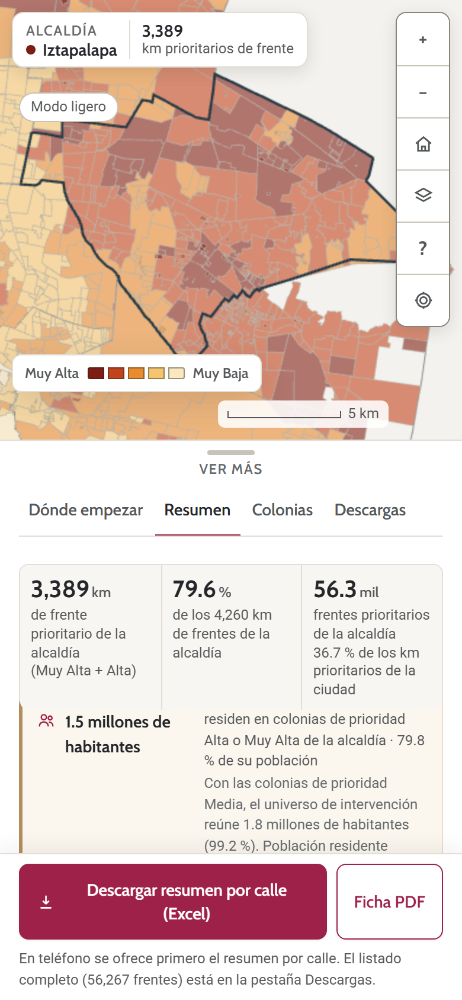 ALCALDÍA
Iztapalapa
3,389
km prioritarios de frente
+
Modo ligero
−
?
Muy Alta
Muy Baja
5 km
VER MÁS
Dónde empezar
Resumen
Colonias
Descargas
3,389 km
de frente
prioritario de la
alcaldía
(Muy Alta + Alta)
79.6 %
de los 4,260 km
de frentes de la
alcaldía
56.3 mil
frentes prioritarios
de la alcaldía
36.7 % de los km
prioritarios de la
ciudad
1.5 millones de
habitantes
residen en colonias de prioridad
Alta o Muy Alta de la alcaldía · 79.8
% de su población
Con las colonias de prioridad
Media, el universo de intervención
reúne 1.8 millones de habitantes
(99.2 %). Población residente
Descargar resumen por calle
(Excel)
Ficha PDF
En teléfono se ofrece primero el resumen por calle. El listado
completo (56,267 frentes) está en la pestaña Descargas.